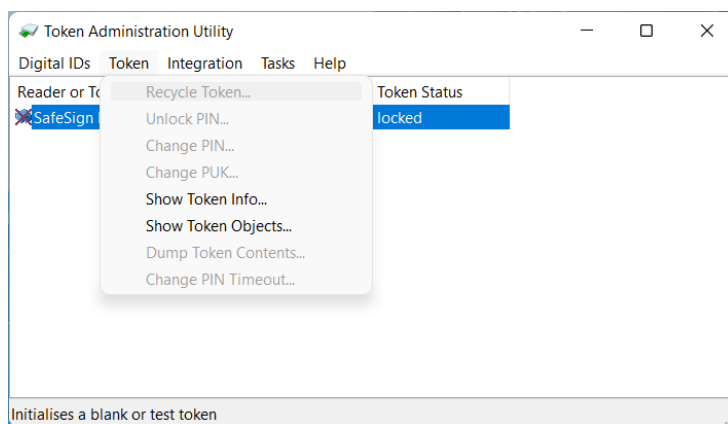 Token Administration Utility
Digital IDs Token Integration Tasks Help
Reader or To Token Status
SafeSign locked
Recycle Token...
Unlock PIN...
Change PIN...
Change PUK...
Show Token Info...
Show Token Objects...
Dump Token Contents...
Change PIN Timeout...
Initialises a blank or test token